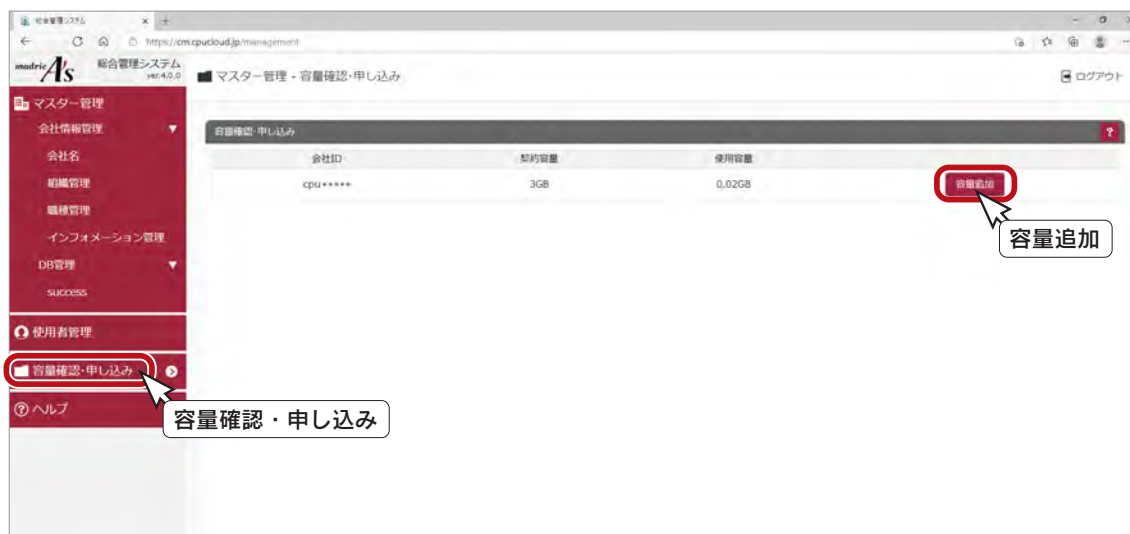 総合管理システム
https://cm.cpucloud.jp/management
madric A's 総合管理システム ver.4.0.0
マスター管理 - 容量確認・申し込み
ログアウト
マスター管理
会社情報管理 ▼
会社名
組織管理
職種管理
インフォメーション管理
DB管理 ▼
success
使用者管理
容量確認・申し込み
ヘルプ
容量確認・申し込み ?
会社ID 契約容量 使用容量
cpu***** 3GB 0.02GB 容量追加
容量追加
容量確認・申し込み